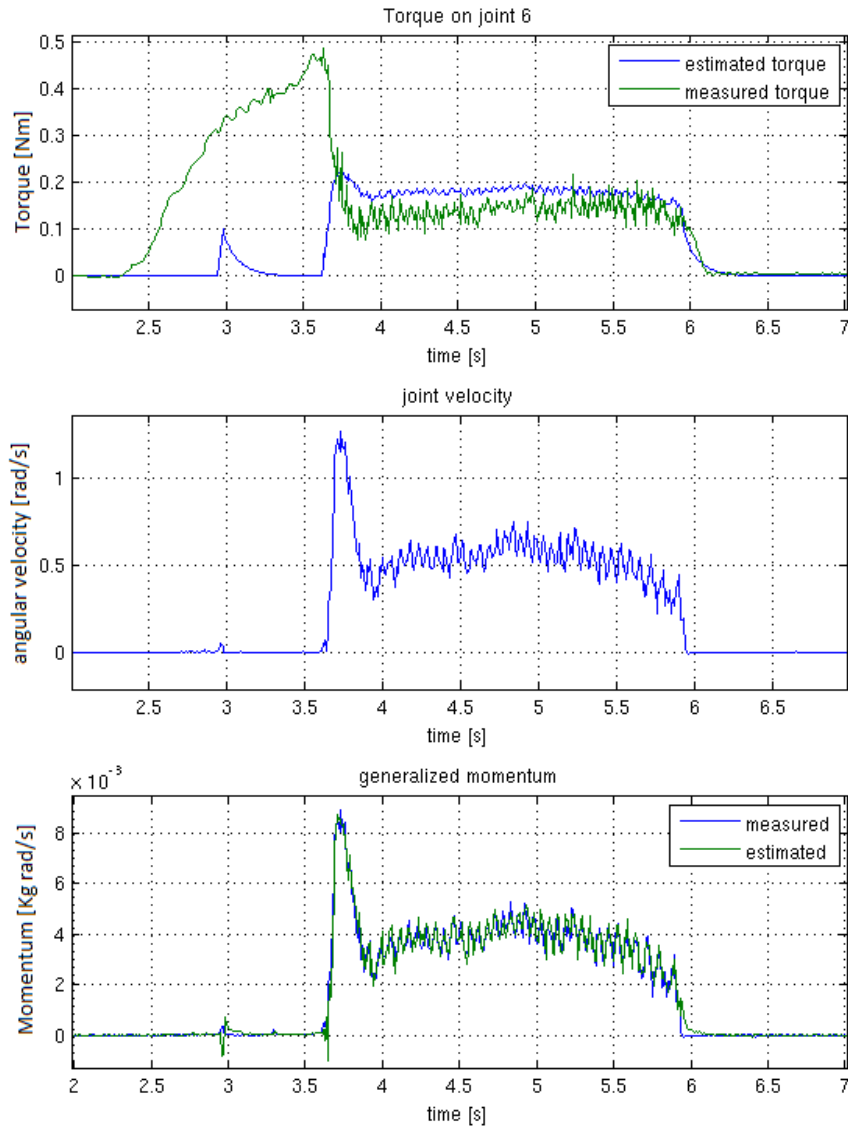 Torque on joint 6
Torque [Nm]
0.5
0.4
0.3
0.2
0.1
0
estimated torque
measured torque
2.5 3 3.5 4 4.5 5 5.5 6 6.5 7
time [s]
joint velocity
angular velocity [rad/s]
1
0.5
0
2.5 3 3.5 4 4.5 5 5.5 6 6.5
time [s]
× 10⁻³
generalized momentum
Momentum [Kg rad/s]
8
6
4
2
0
measured
estimated
2 2.5 3 3.5 4 4.5 5 5.5 6 6.5 7
time [s]